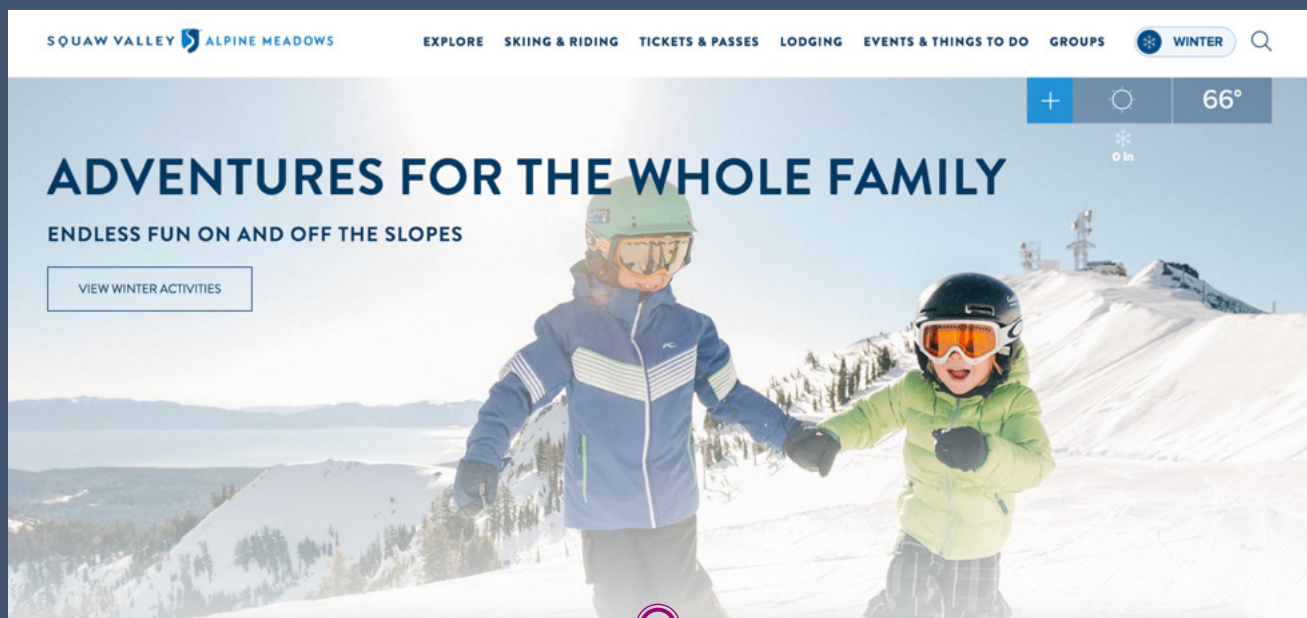 SQUAW VALLEY ALPINE MEADOWS EXPLORE SKIING & RIDING TICKETS & PASSES LODGING EVENTS & THINGS TO DO GROUPS WINTER
66°
0 in
ADVENTURES FOR THE WHOLE FAMILY
ENDLESS FUN ON AND OFF THE SLOPES
VIEW WINTER ACTIVITIES